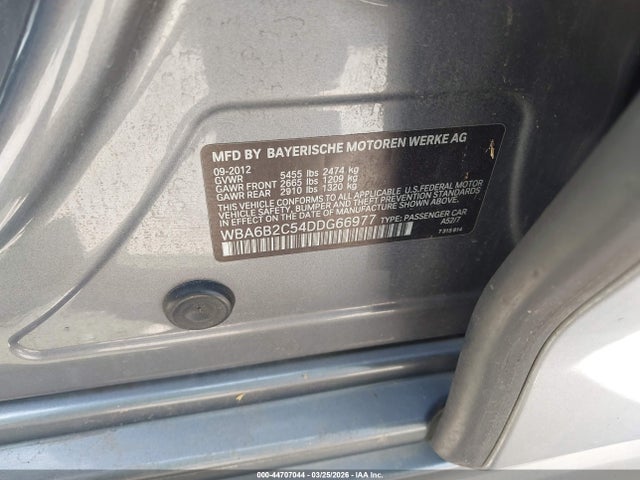 MFD BY BAYERISCHE MOTOREN WERKE AG
09-2012
GVWR 5455 lbs 2474 kg
GAWR FRONT 2665 lbs 1209 kg
GAWR REAR 2910 lbs 1320 kg
THIS VEHICLE CONFORMS TO ALL APPLICABLE U.S.FEDERAL MOTOR
VEHICLE SAFETY, BUMPER AND THEFT PREVENTION STANDARDS
IN EFFECT ON THE DATE OF MANUFACTURE SHOWN ABOVE.
WBA6B2C54DDG66977 TYPE: PASSENGER CAR
A52/7
7 315 914
000-44707044 | 03/25/2026 - IAA Inc.